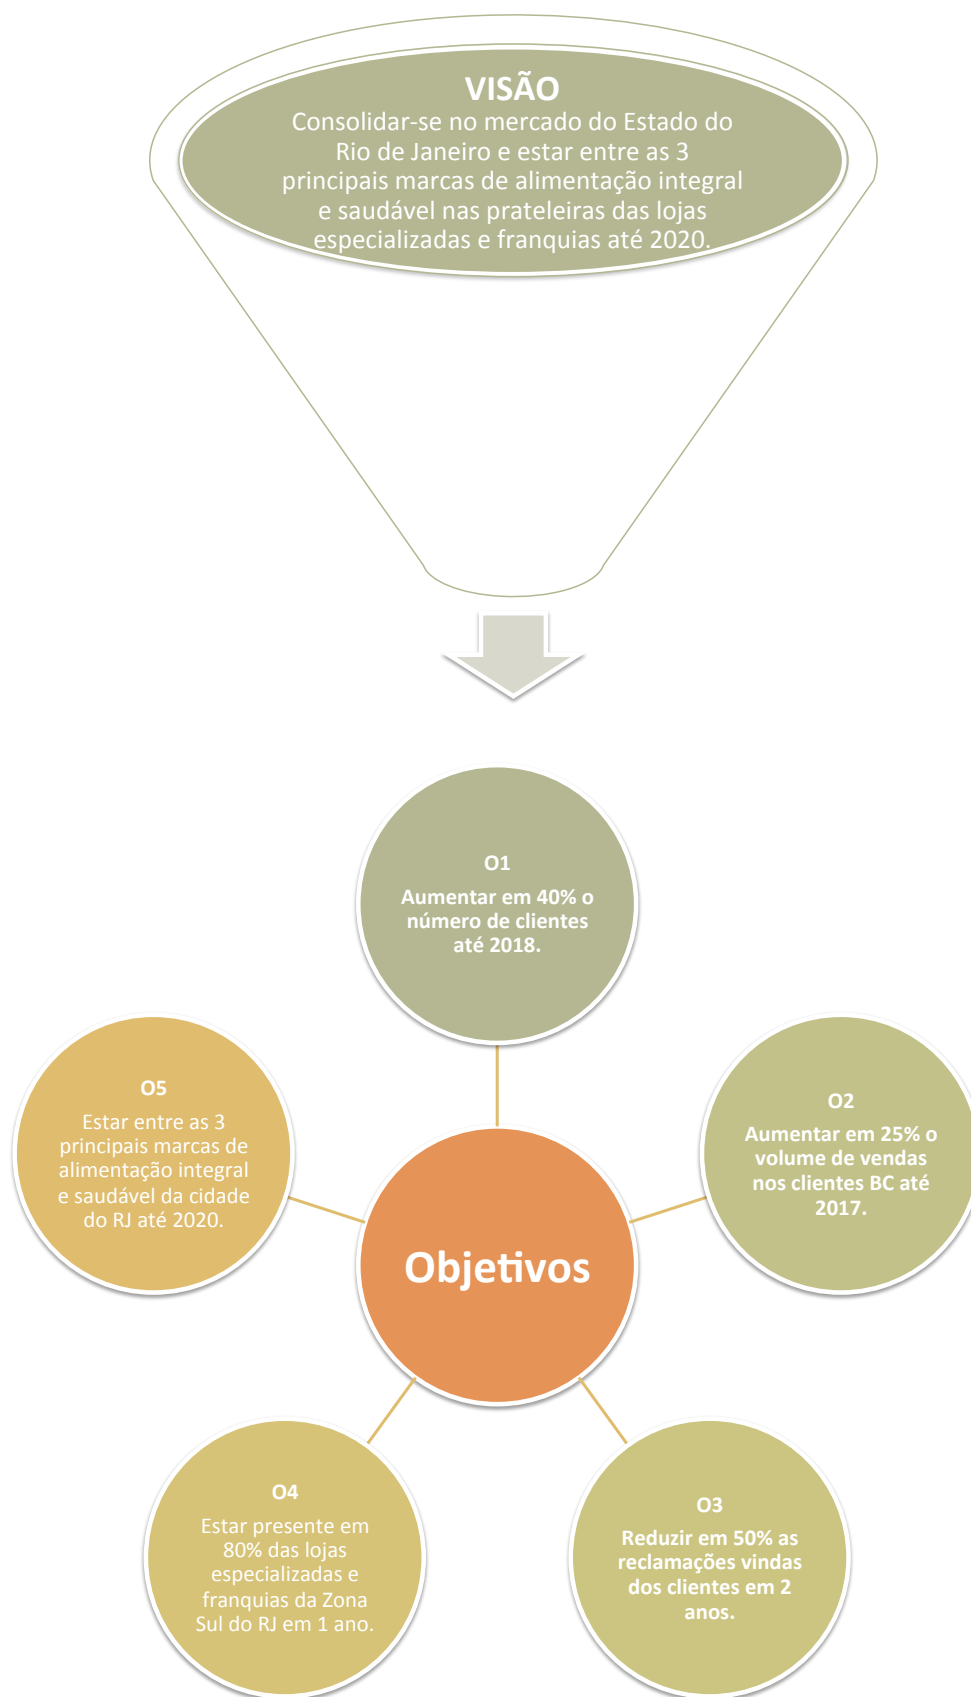 VISÃO
Consolidar-se no mercado do Estado do
Rio de Janeiro e estar entre as 3
principais marcas de alimentação integral
e saudável nas prateleiras das lojas
especializadas e franquias até 2020.
O1
Aumentar em 40% o
número de clientes
até 2018.
O2
Aumentar em 25% o
volume de vendas
nos clientes BC até
2017.
O3
Reduzir em 50% as
reclamações vindas
dos clientes em 2
anos.
O4
Estar presente em
80% das lojas
especializadas e
franquias da Zona
Sul do RJ em 1 ano.
O5
Estar entre as 3
principais marcas de
alimentação integral
e saudável da cidade
do RJ até 2020.
Objetivos